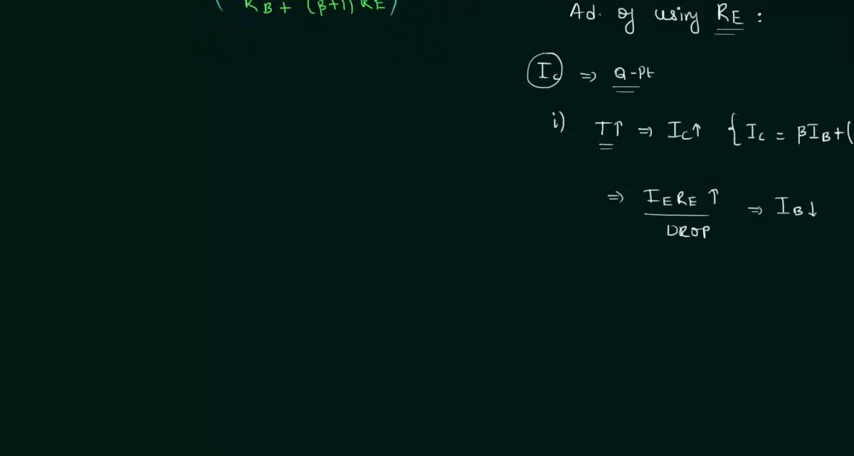 ( RB + (β+1) RE )
Ad. of using RE :
Ic ⇒ Q-Pt
i) T↑ ⇒ Ic↑ { Ic = βIB + (
⇒ IERE ↑ ⇒ IB↓
DROP